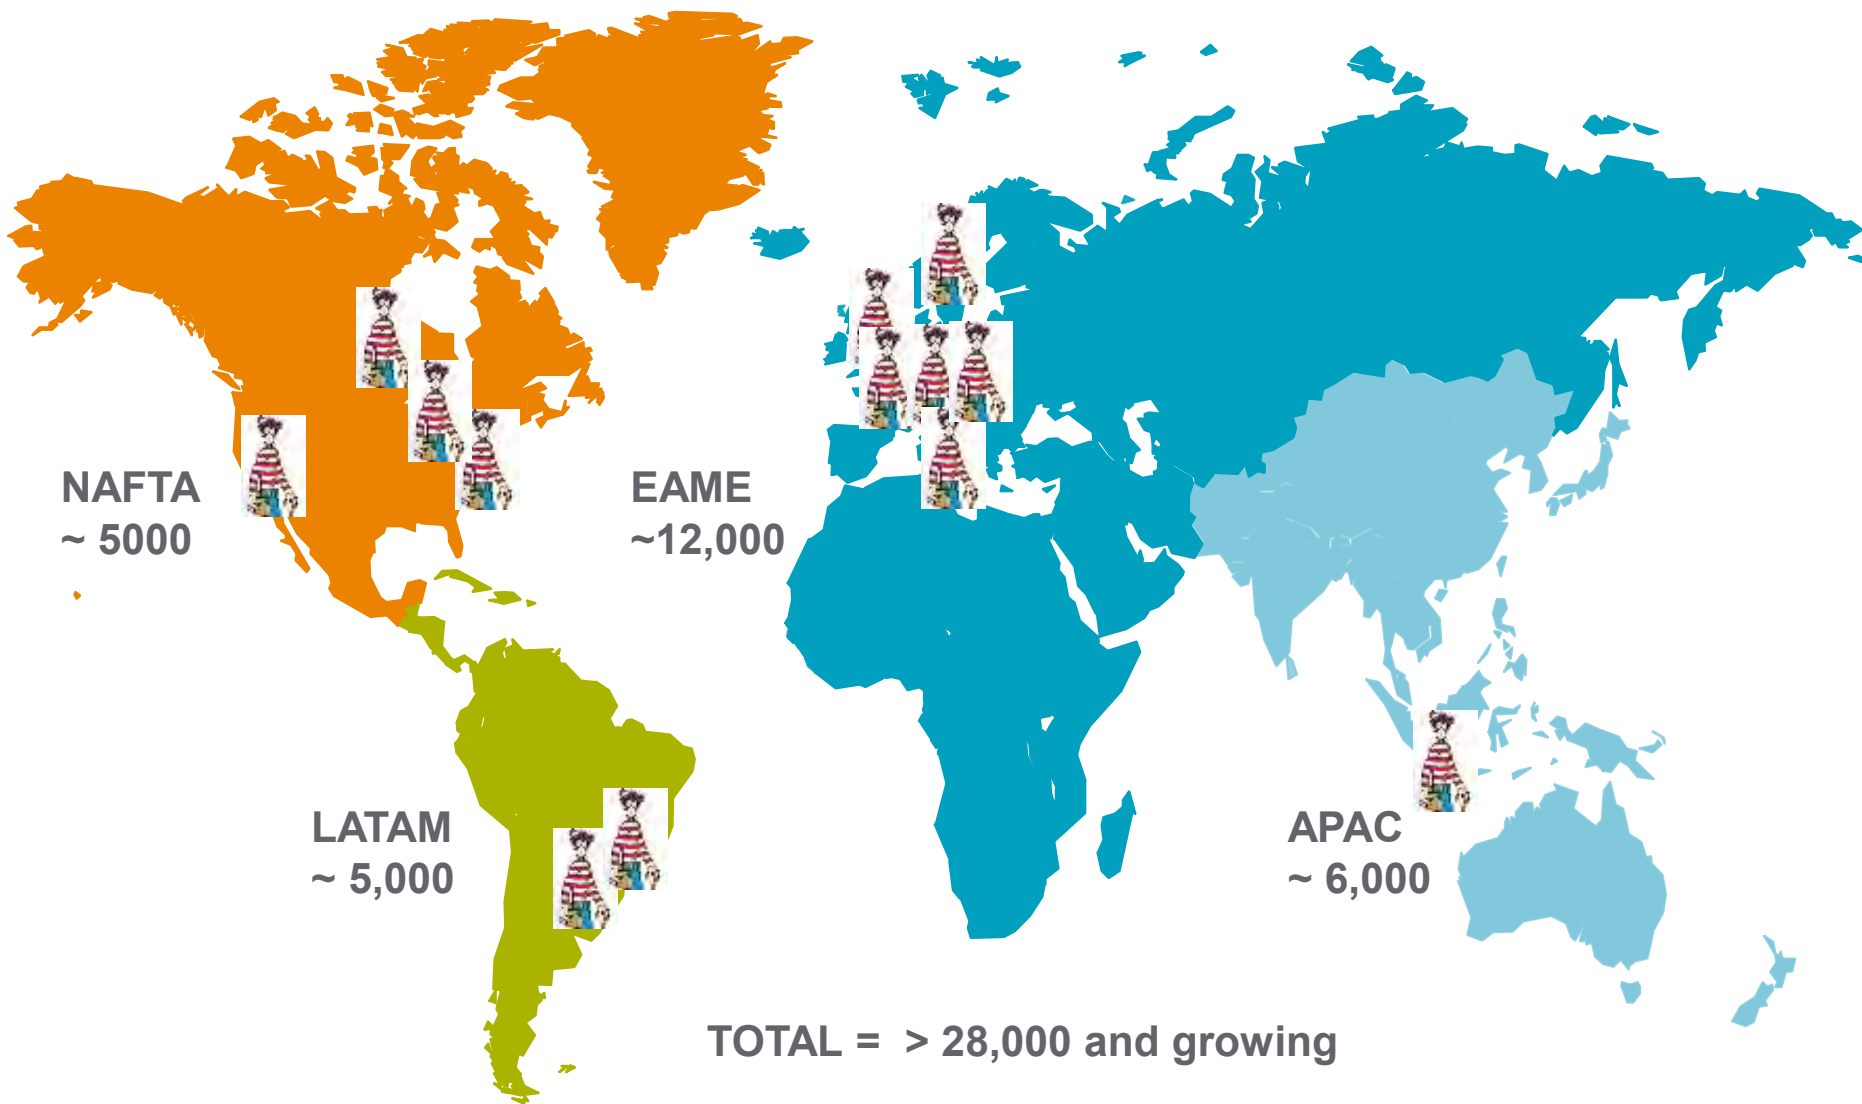 NAFTA
~ 5000
EAME
~12,000
LATAM
~ 5,000
APAC
~ 6,000
TOTAL =  > 28,000 and growing